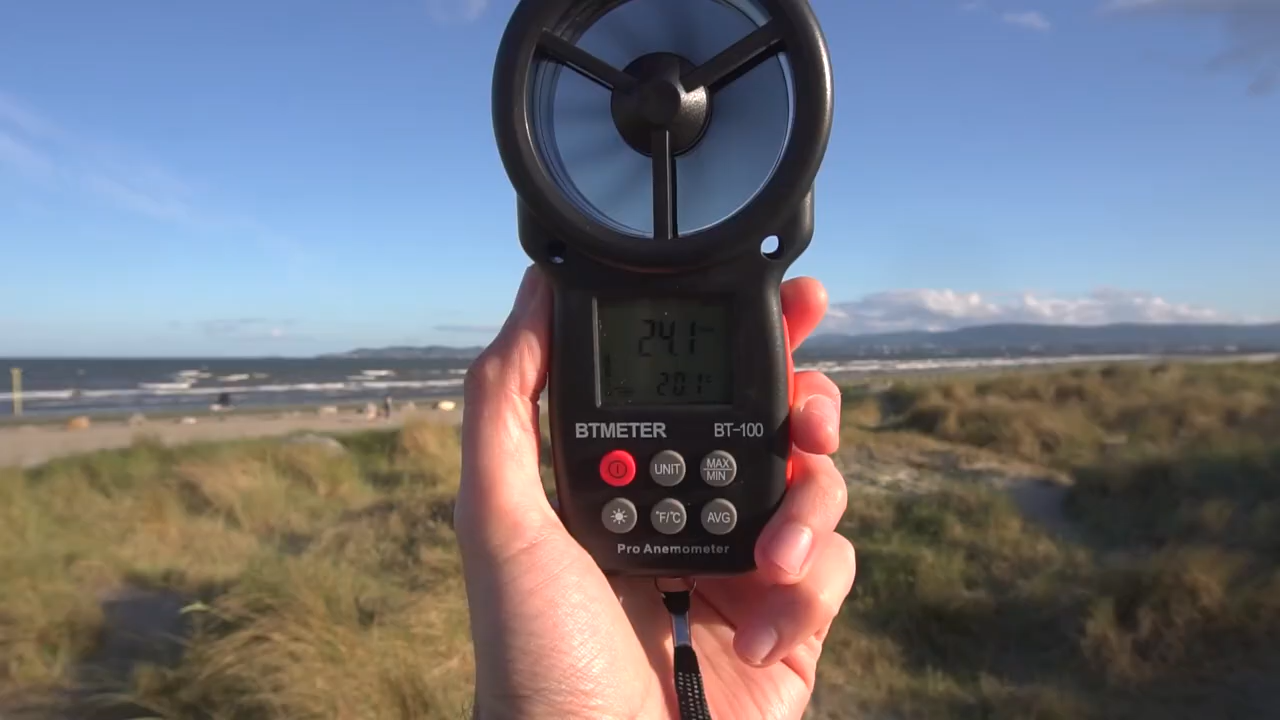 24.1
20.1°C
BTMETER BT-100
UNIT MAX/MIN
°F/°C AVG
Pro Anemometer